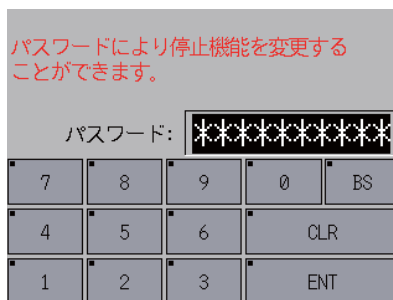 パスワードにより停止機能を変更する
ことができます。
パスワード: **********
7 8 9 0 BS
4 5 6 CLR
1 2 3 ENT